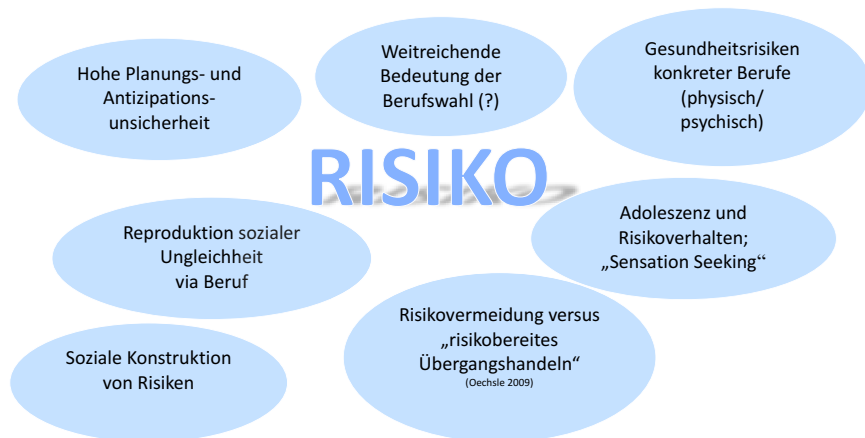 Hohe Planungs- und
Antizipations-
unsicherheit
Weitreichende
Bedeutung der
Berufswahl (?)
Gesundheitsrisiken
konkreter Berufe
(physisch/
psychisch)
RISIKO
Reproduktion sozialer
Ungleichheit
via Beruf
Adoleszenz und
Risikoverhalten;
„Sensation Seeking“
Soziale Konstruktion
von Risiken
Risikovermeidung versus
„risikobereites
Übergangshandeln“
(Oechsle 2009)